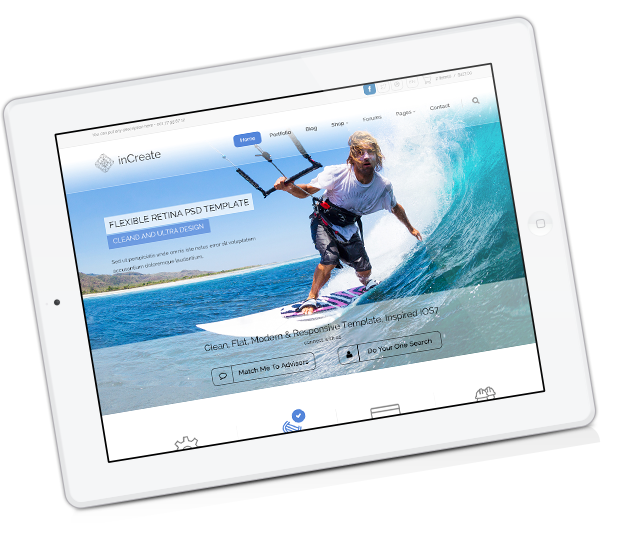 inCreate
Home Portfolio Blog Shop Forums Pages Contact
FLEXIBLE RETINA PSD TEMPLATE
CLEAND AND ULTRA DESIGN
Sed ut perspiciatis unde omnis iste natus error sit voluptatem
accusantium doloremque laudantium.
Clean, Flat, Modern & Responsive Template, Inspired IOS7
Match Me To Advisors
Do Your One Search